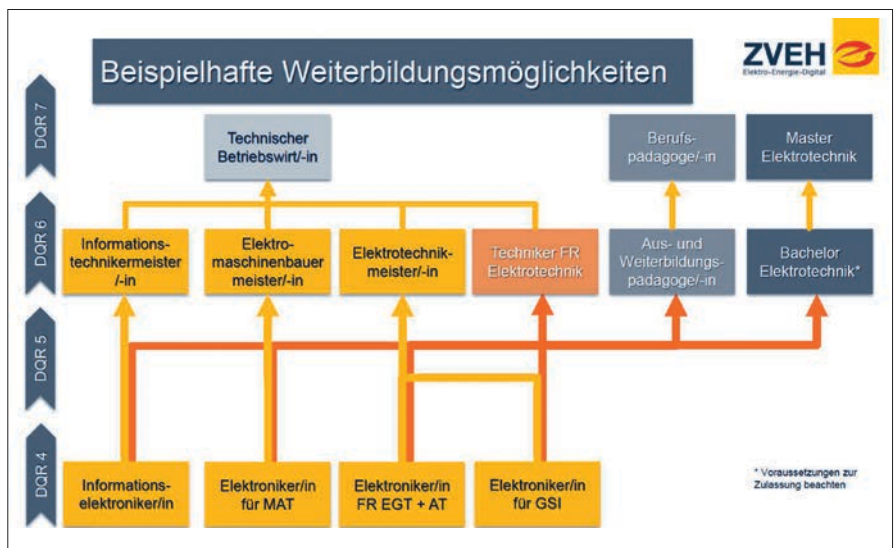 Beispielhafte Weiterbildungsmöglichkeiten
ZVEH
Elektro-Energie-Digital
DQR 7
Technischer
Betriebswirt/-in
Berufs-
pädagoge/-in
Master
Elektrotechnik
DQR 6
Informations-
technikermeister
/-in
Elektro-
maschinenbauer
meister/-in
Elektrotechnik-
meister/-in
Techniker FR
Elektrotechnik
Aus- und
Weiterbildungs-
pädagoge/-in
Bachelor
Elektrotechnik*
DQR 5
DQR 4
Informations-
elektroniker/in
Elektroniker/in
für MAT
Elektroniker/in
FR EGT + AT
Elektroniker/in
für GSI
* Voraussetzungen zur
Zulassung beachten